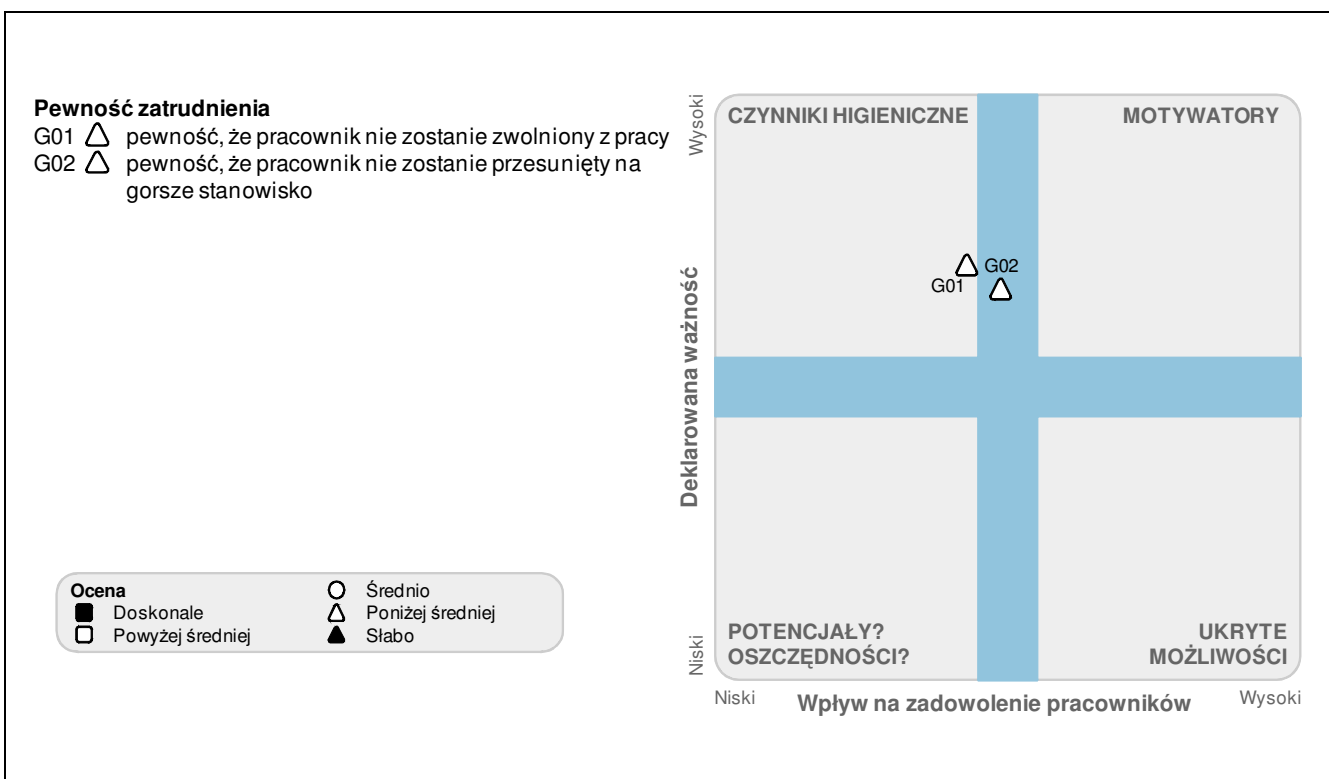 Pewność zatrudnienia
G01 pewność, że pracownik nie zostanie zwolniony z pracy
G02 pewność, że pracownik nie zostanie przesunięty na
gorsze stanowisko
Ocena
Doskonale
Powyżej średniej
Średnio
Poniżej średniej
Słabo
Wysoki
Deklarowana ważność
Niski
CZYNNIKI HIGIENICZNE
MOTYWATORY
G02
G01
POTENCJAŁY?
OSZCZĘDNOŚCI?
UKRYTE
MOŻLIWOŚCI
Niski
Wpływ na zadowolenie pracowników
Wysoki